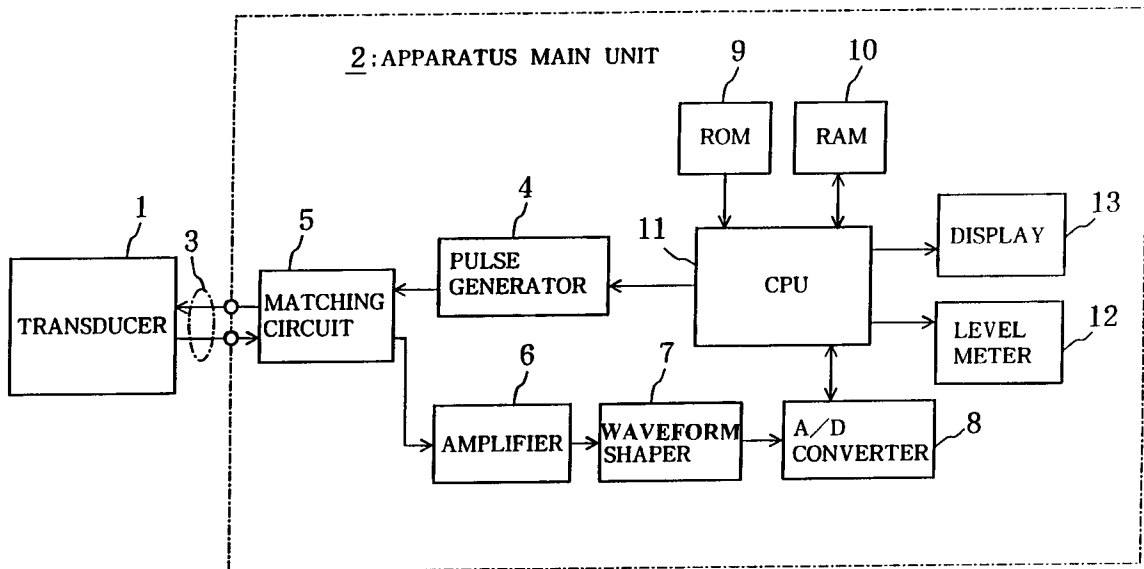 2: APPARATUS MAIN UNIT
9
10
ROM
RAM
1
3
5
4
11
13
TRANSDUCER
MATCHING
CIRCUIT
PULSE
GENERATOR
CPU
DISPLAY
LEVEL
METER
12
6
7
AMPLIFIER
WAVEFORM
SHAPER
A/D
CONVERTER
8